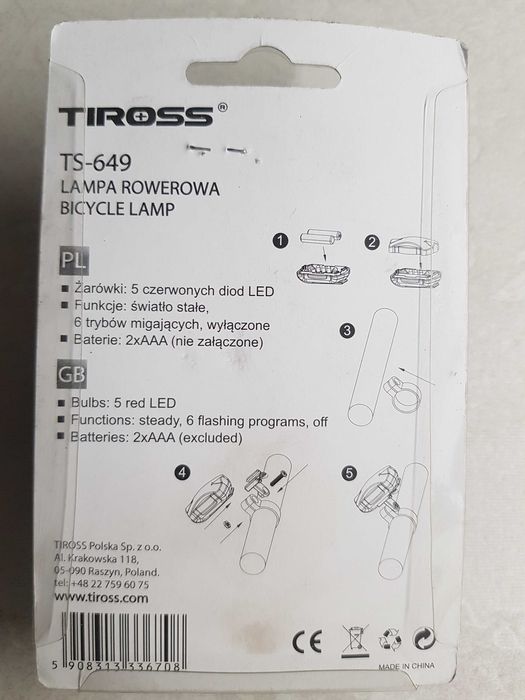 TIROSS®
TS-649
LAMPA ROWEROWA
BICYCLE LAMP
1
2
PL
Żarówki: 5 czerwonych diod LED
Funkcje: światło stałe,
6 trybów migających, wyłączone
Baterie: 2xAAA (nie załączone)
3
GB
Bulbs: 5 red LED
Functions: steady, 6 flashing programs, off
Batteries: 2xAAA (excluded)
4
5
TIROSS Polska Sp. z o.o.
Al. Krakowska 118,
05-090 Raszyn, Poland.
tel: +48 22 759 60 75
www.tiross.com
5 908313 336708
CE
MADE IN CHINA